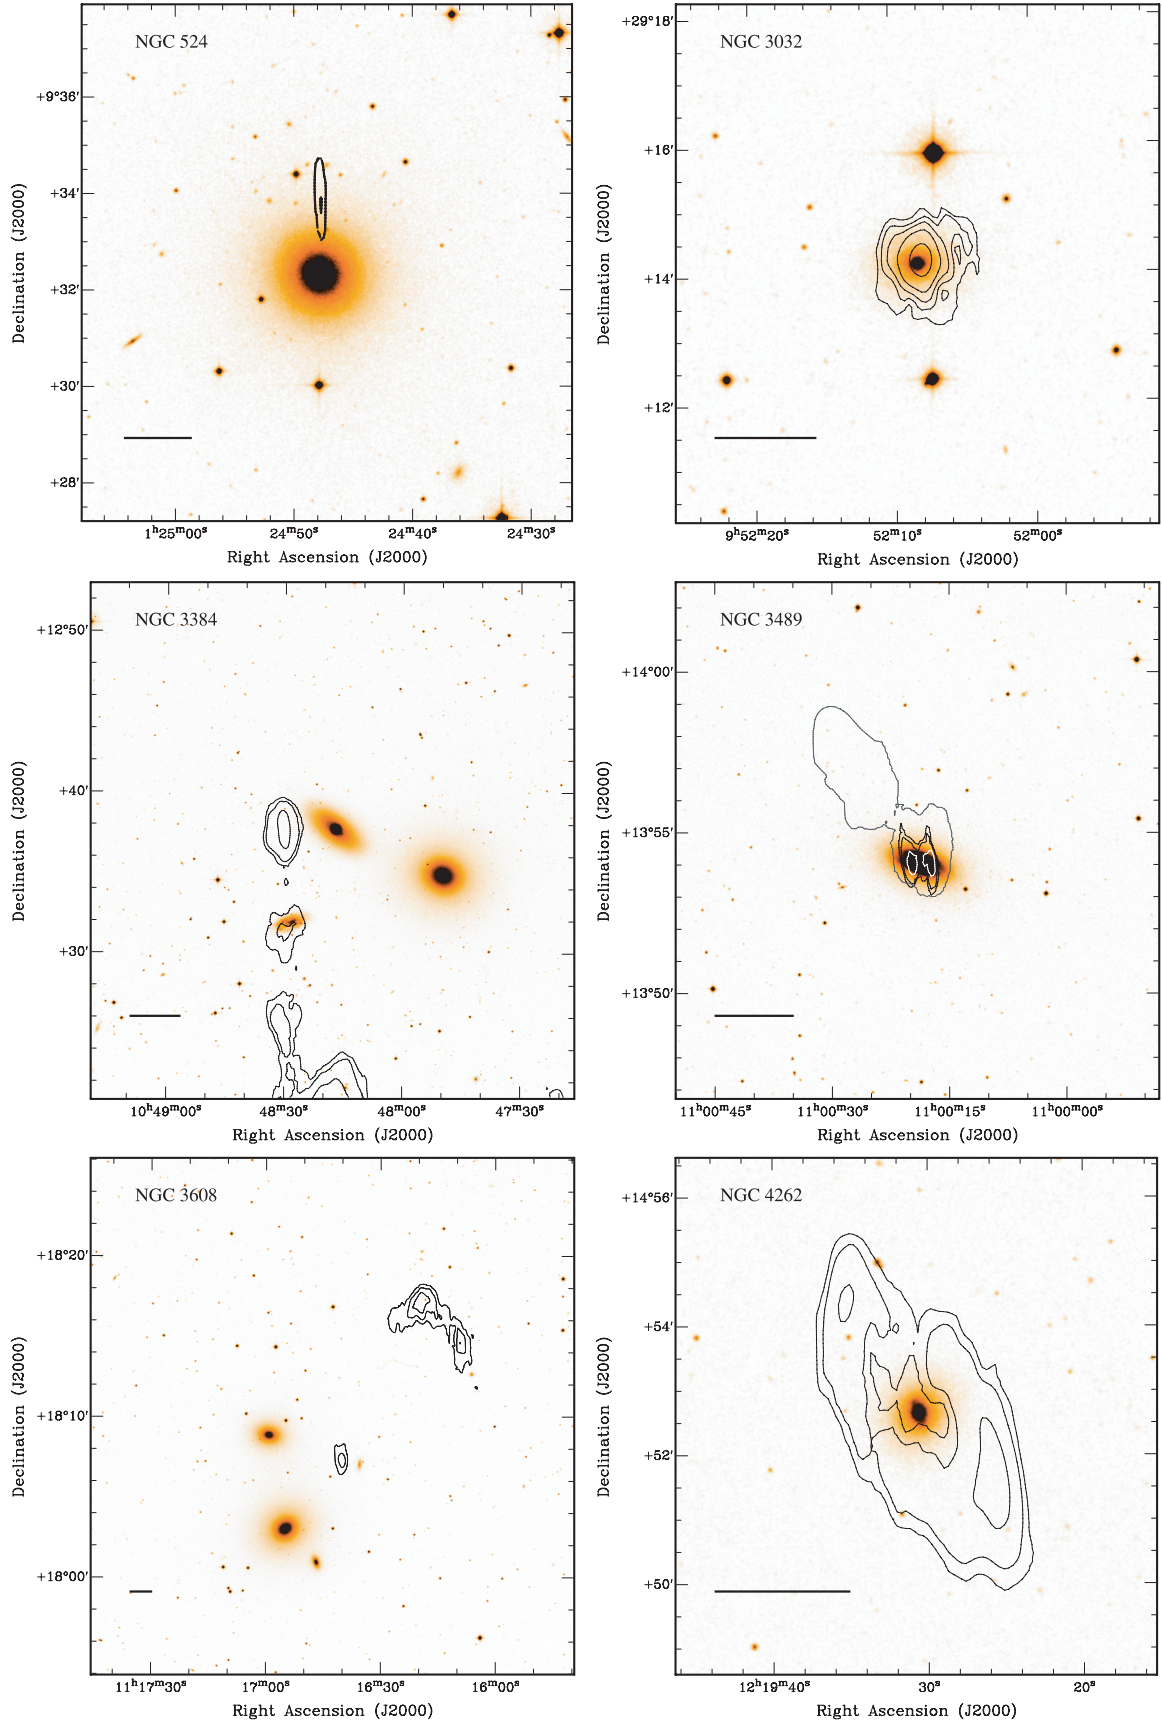 NGC 524
+9°36′
+34′
+32′
+30′
+28′
Declination (J2000)
1ʰ25ᵐ00ˢ
24ᵐ50ˢ
24ᵐ40ˢ
24ᵐ30ˢ
Right Ascension (J2000)
NGC 3032
+29°18′
+16′
+14′
+12′
Declination (J2000)
9ʰ52ᵐ20ˢ
52ᵐ10ˢ
52ᵐ00ˢ
Right Ascension (J2000)
NGC 3384
+12°50′
+40′
+30′
Declination (J2000)
10ʰ49ᵐ00ˢ
48ᵐ30ˢ
48ᵐ00ˢ
47ᵐ30ˢ
Right Ascension (J2000)
NGC 3489
+14°00′
+13°55′
+13°50′
Declination (J2000)
11ʰ00ᵐ45ˢ
11ʰ00ᵐ30ˢ
11ʰ00ᵐ15ˢ
11ʰ00ᵐ00ˢ
Right Ascension (J2000)
NGC 3608
+18°20′
+18°10′
+18°00′
Declination (J2000)
11ʰ17ᵐ30ˢ
17ᵐ00ˢ
16ᵐ30ˢ
16ᵐ00ˢ
Right Ascension (J2000)
NGC 4262
+14°56′
+54′
+52′
+50′
Declination (J2000)
12ʰ19ᵐ40ˢ
30ˢ
20ˢ
Right Ascension (J2000)